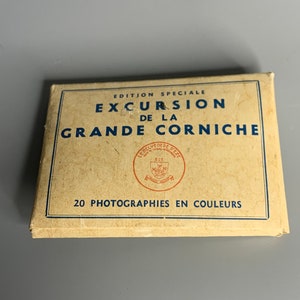 EDITION SPECIALE
EXCURSION
DE LA
GRANDE CORNICHE
20 PHOTOGRAPHIES EN COULEURS